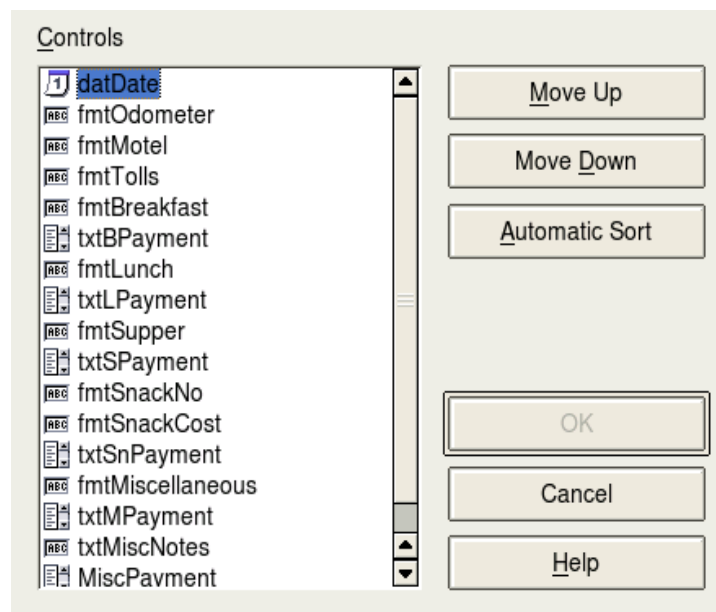 Controls
datDate
fmtOdometer
fmtMotel
fmtTolls
fmtBreakfast
txtBPayment
fmtLunch
txtLPayment
fmtSupper
txtSPayment
fmtSnackNo
fmtSnackCost
txtSnPayment
fmtMiscellaneous
txtMPayment
txtMiscNotes
MiscPayment
Move Up
Move Down
Automatic Sort
OK
Cancel
Help